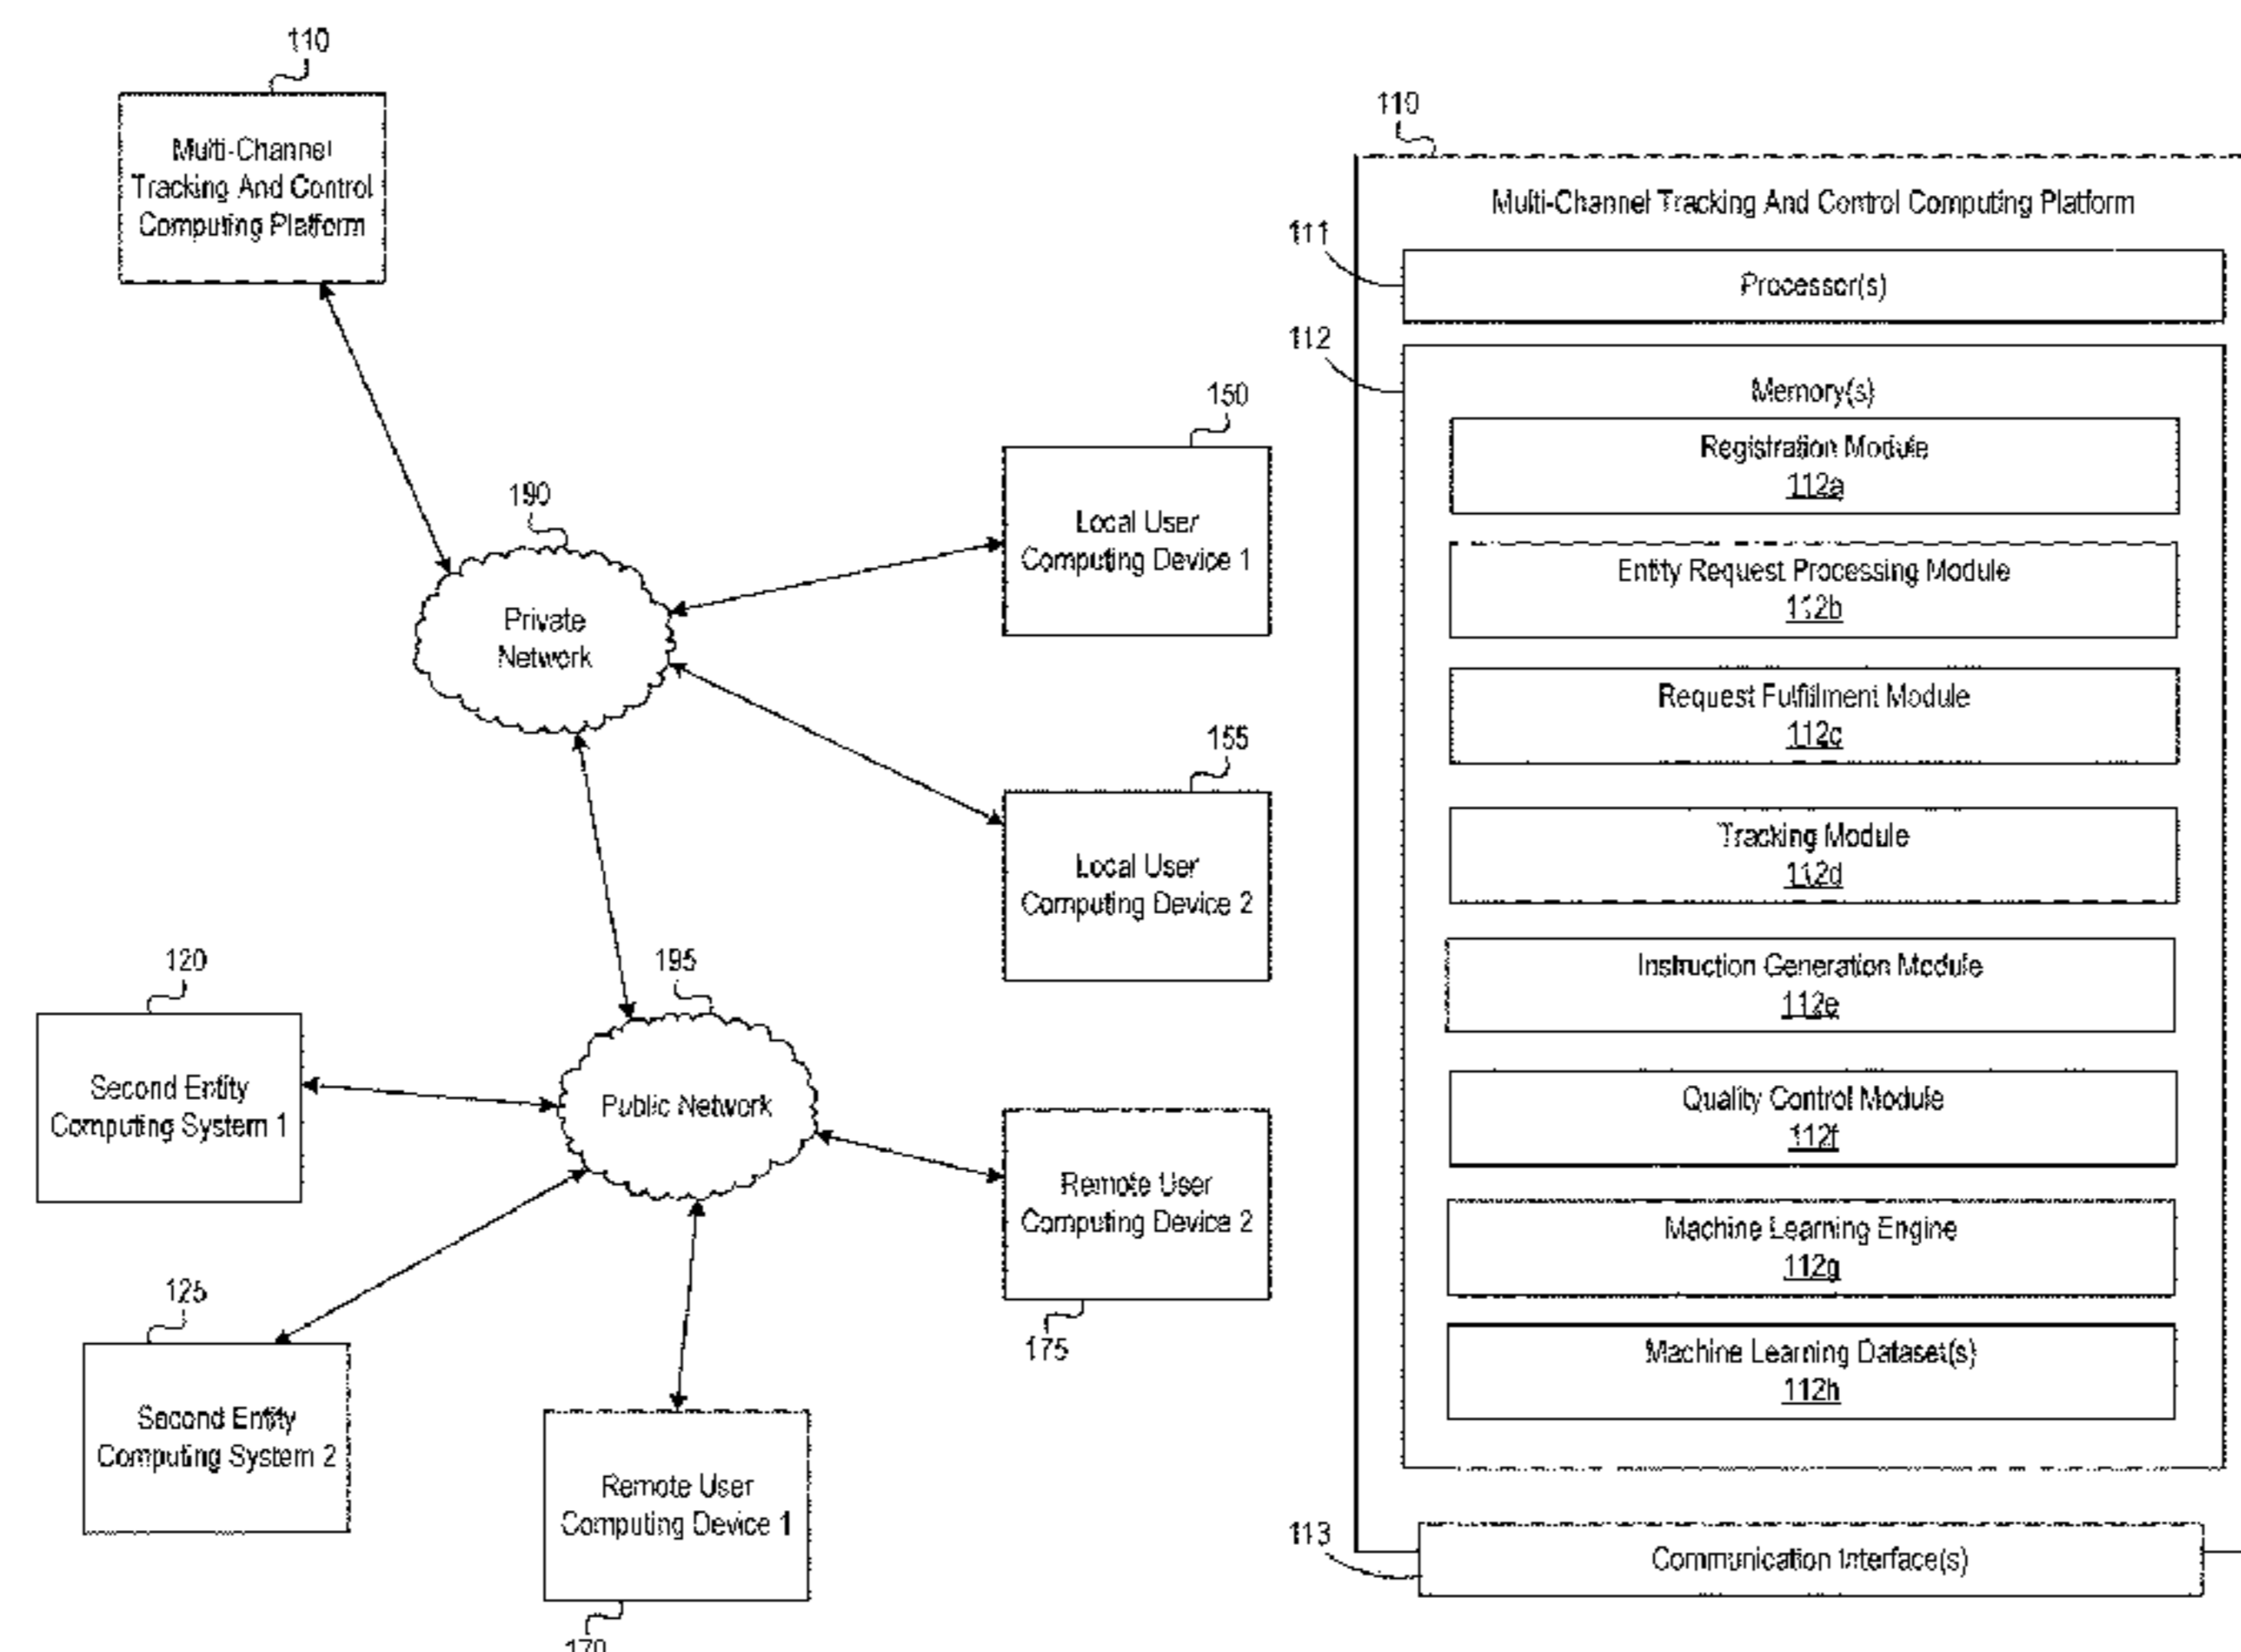 110
Multi-Channel
Tracking And Control
Computing Platform
190
Private
Network
150
Local User
Computing Device 1
155
Local User
Computing Device 2
120
Second Entity
Computing System 1
195
Public Network
125
Second Entity
Computing System 2
Remote User
Computing Device 2
175
Remote User
Computing Device 1
170
110
Multi-Channel Tracking And Control Computing Platform
111
Processor(s)
112
Memory(s)
Registration Module
112a
Entity Request Processing Module
112b
Request Fulfillment Module
112c
Tracking Module
112d
Instruction Generation Module
112e
Quality Control Module
112f
Machine Learning Engine
112g
Machine Learning Dataset(s)
112h
113
Communication Interface(s)